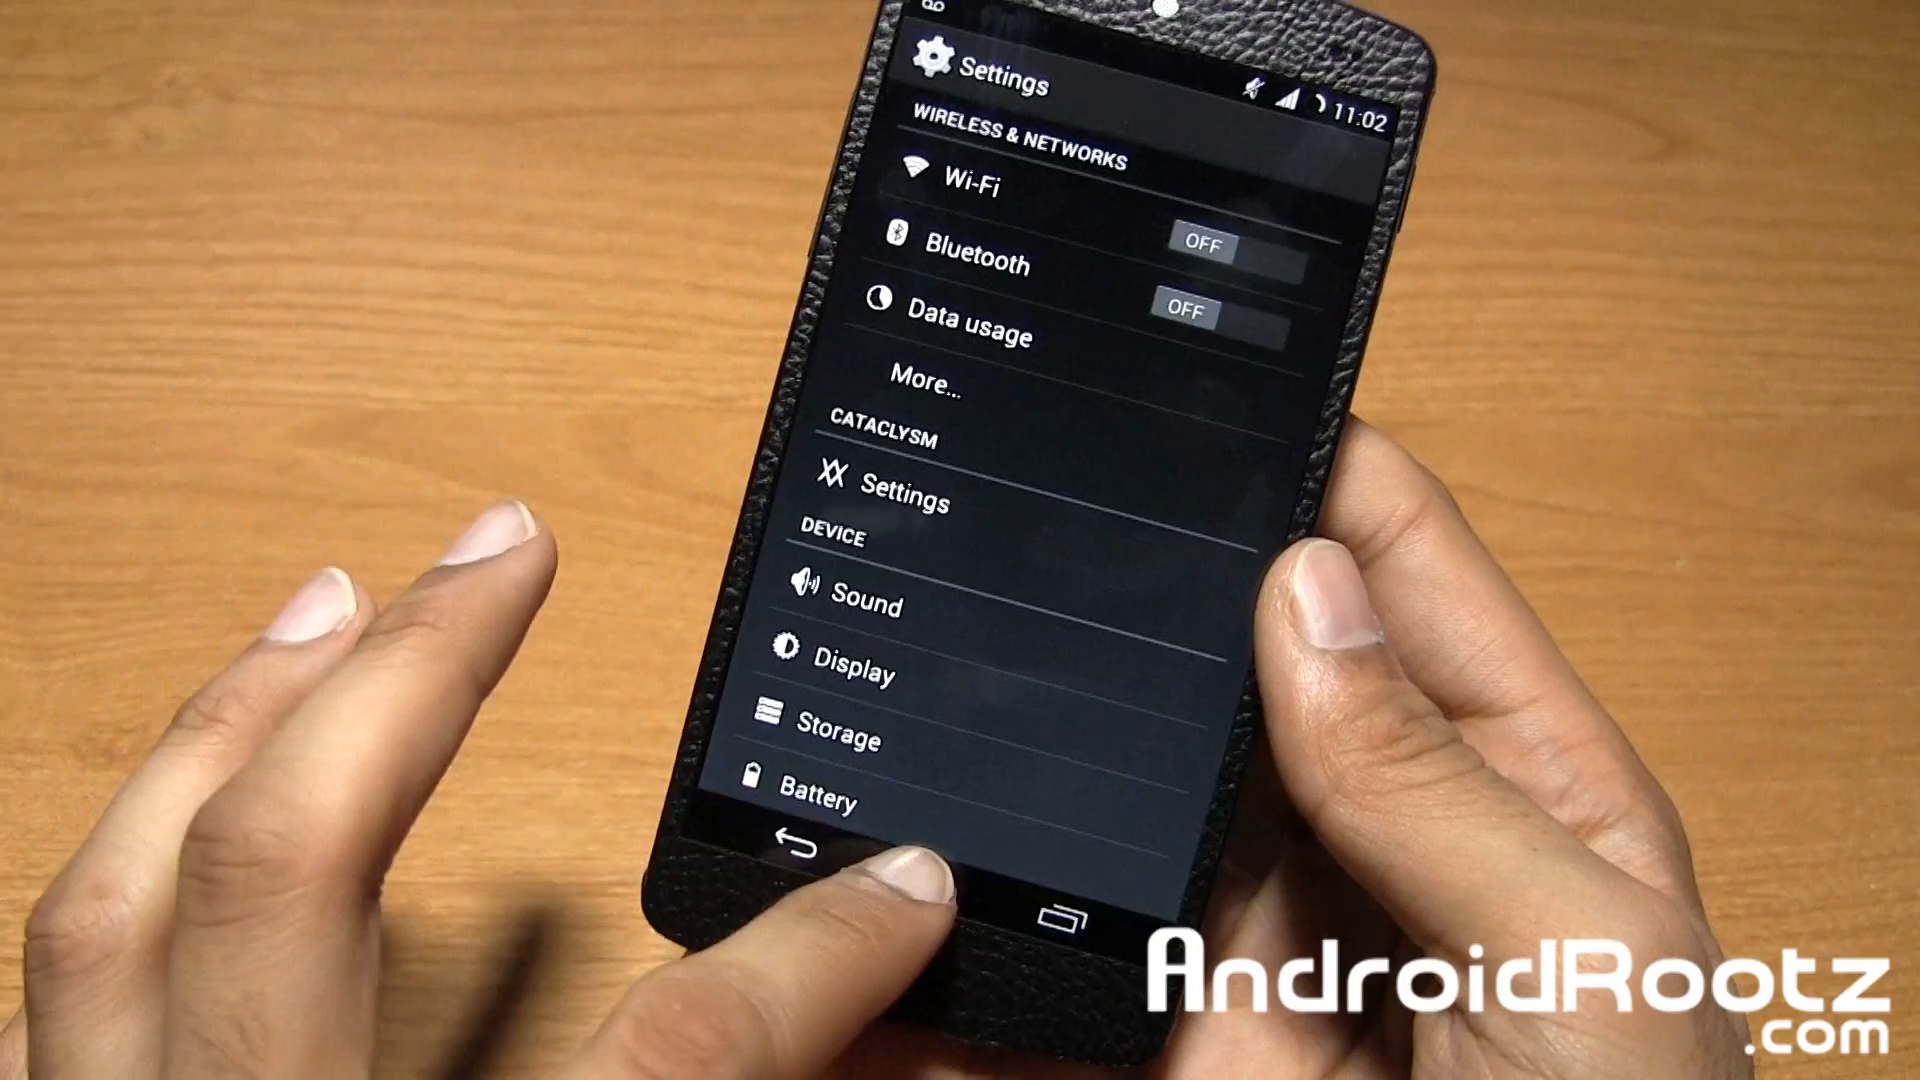 Settings
11:02
WIRELESS & NETWORKS
Wi-Fi
OFF
Bluetooth
OFF
Data usage
More...
CATACLYSM
Settings
DEVICE
Sound
Display
Storage
Battery
AndroidRootz
.com